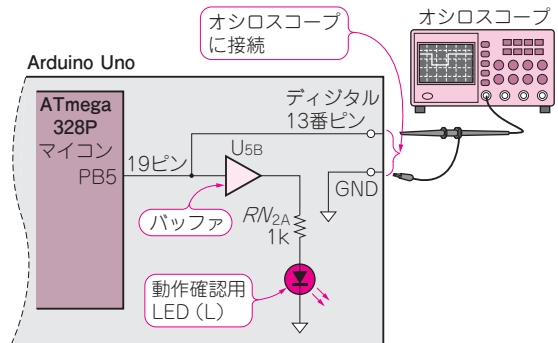 オシロスコープ
オシロスコープ
に接続
Arduino Uno
ATmega
328P
マイコン
PB5
19ピン
U5B
バッファ
ディジタル
13番ピン
GND
RN2A
1k
動作確認用
LED（L）